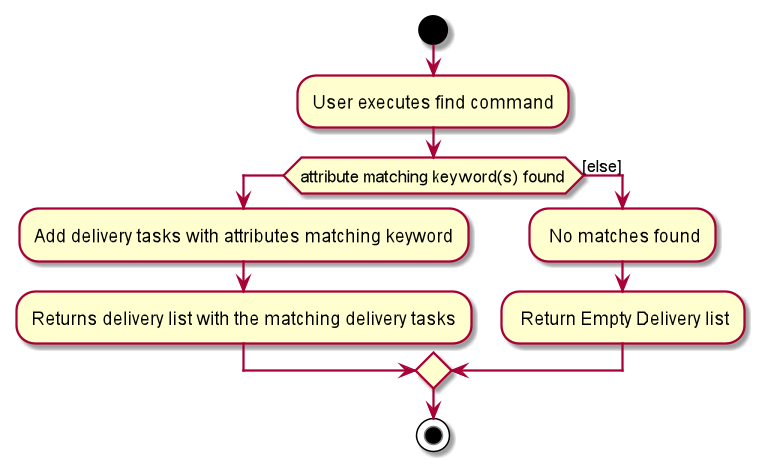 User executes find command
attribute matching keyword(s) found
[else]
Add delivery tasks with attributes matching keyword
No matches found
Returns delivery list with the matching delivery tasks
Return Empty Delivery list